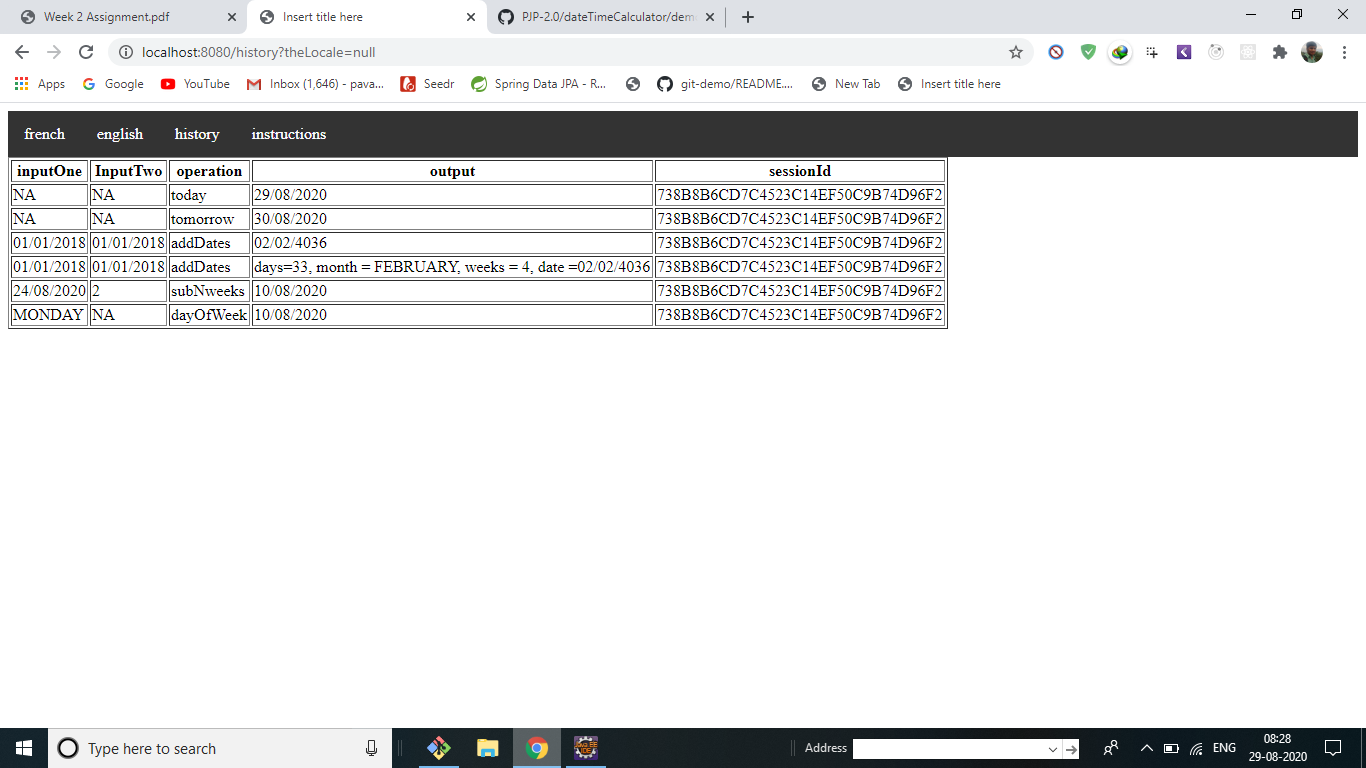 Week 2 Assignment.pdf
Insert title here
PJP-2.0/dateTimeCalculator/dem
localhost:8080/history?theLocale=null
Apps Google YouTube Inbox (1,646) - pava... Seedr Spring Data JPA - R... git-demo/README.... New Tab Insert title here
french english history instructions
inputOne InputTwo operation output sessionId
NA NA today 29/08/2020 738B8B6CD7C4523C14EF50C9B74D96F2
NA NA tomorrow 30/08/2020 738B8B6CD7C4523C14EF50C9B74D96F2
01/01/2018 01/01/2018 addDates 02/02/4036 738B8B6CD7C4523C14EF50C9B74D96F2
01/01/2018 01/01/2018 addDates days=33, month = FEBRUARY, weeks = 4, date =02/02/4036 738B8B6CD7C4523C14EF50C9B74D96F2
24/08/2020 2 subNweeks 10/08/2020 738B8B6CD7C4523C14EF50C9B74D96F2
MONDAY NA dayOfWeek 10/08/2020 738B8B6CD7C4523C14EF50C9B74D96F2
Type here to search
Address
ENG
08:28
29-08-2020